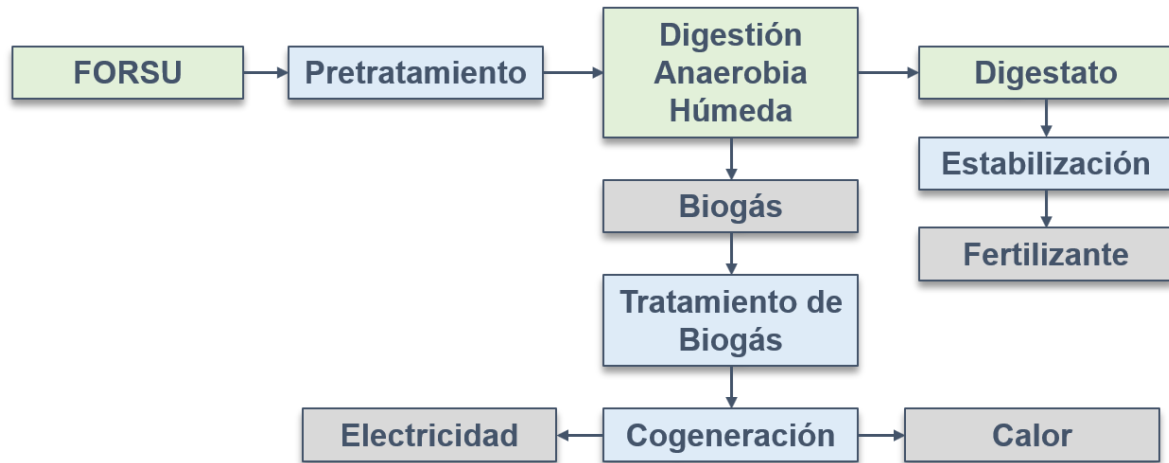 FORSU
Pretratamiento
Digestión
Anaerobia
Húmeda
Digestato
Estabilización
Fertilizante
Biogás
Tratamiento de
Biogás
Electricidad
Cogeneración
Calor